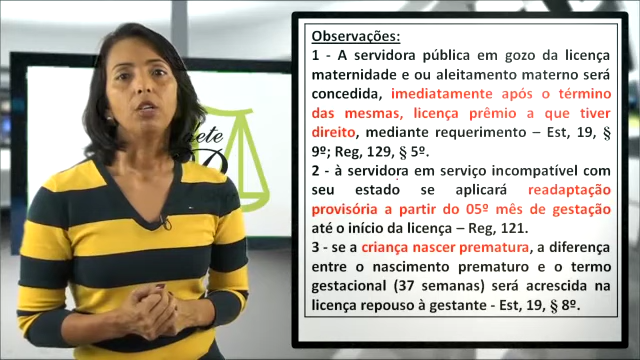 Observações:
1 - A servidora pública em gozo da licença
maternidade e ou aleitamento materno será
concedida, imediatamente após o término
das mesmas, licença prêmio a que tiver
direito, mediante requerimento – Est, 19, §
9º; Reg, 129, § 5º.
2 - à servidora em serviço incompatível com
seu estado se aplicará readaptação
provisória a partir do 05º mês de gestação
até o início da licença – Reg, 121.
3 - se a criança nascer prematura, a diferença
entre o nascimento prematuro e o termo
gestacional (37 semanas) será acrescida na
licença repouso à gestante - Est, 19, § 8º.